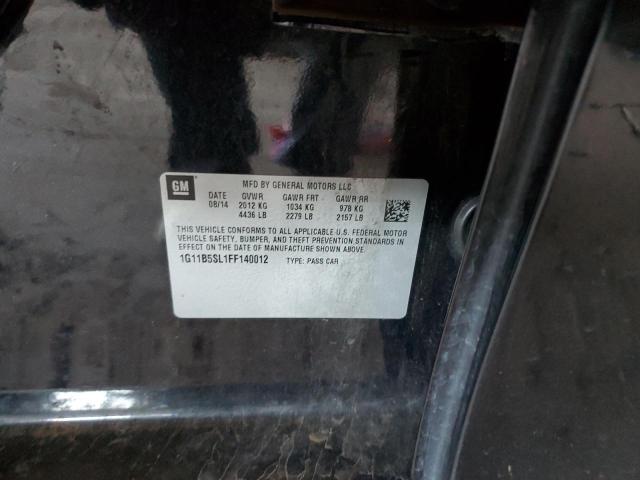 GM
MFD BY GENERAL MOTORS LLC
DATE GVWR GAWR FRT GAWR RR
08/14 2012 KG 1034 KG 978 KG
4436 LB 2279 LB 2157 LB
THIS VEHICLE CONFORMS TO ALL APPLICABLE U.S. FEDERAL MOTOR
VEHICLE SAFETY, BUMPER, AND THEFT PREVENTION STANDARDS IN
EFFECT ON THE DATE OF MANUFACTURE SHOWN ABOVE.
1G11B5SL1FF140012 TYPE: PASS CAR